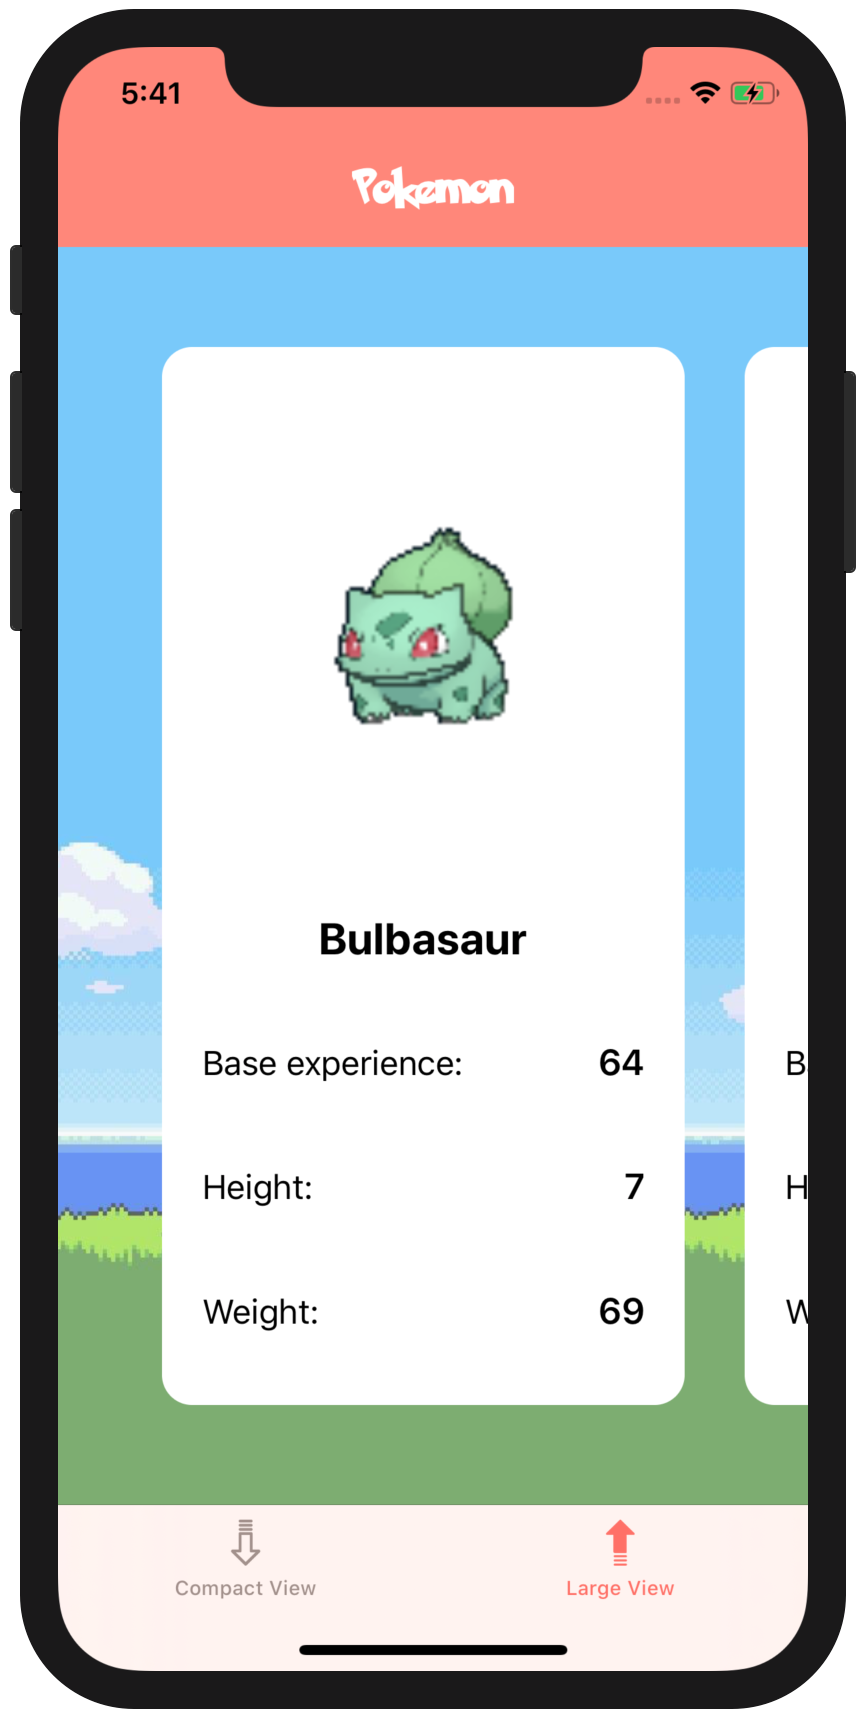 5:41
Pokemon
Bulbasaur
Base experience: 64
B
Height: 7
H
Weight: 69
W
Compact View
Large View